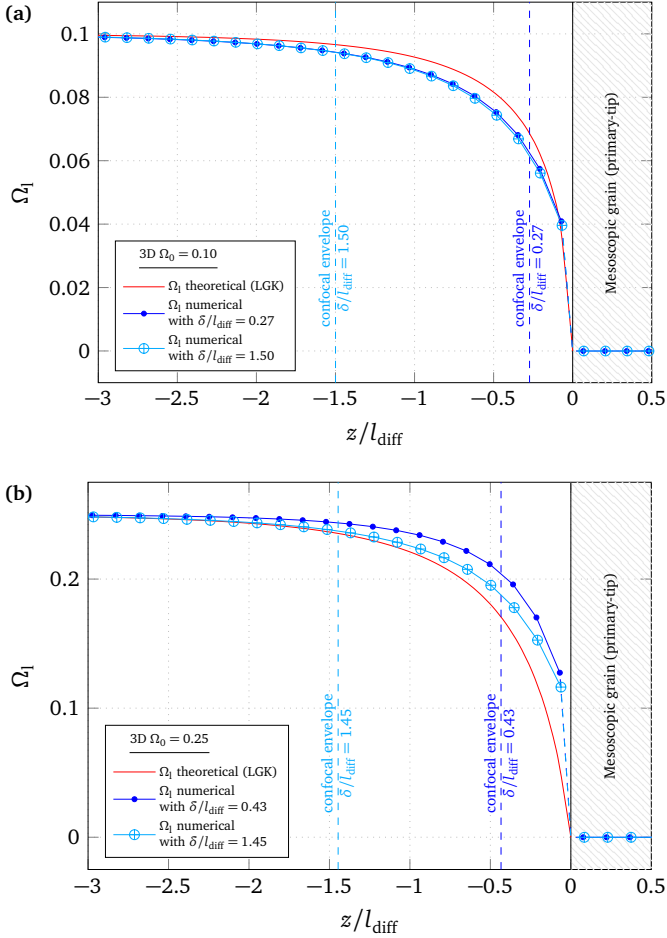 (a)
0.1
0.08
0.06
0.04
0.02
0
Ωl
3D Ω0 = 0.10
Ωl theoretical (LGK)
Ωl numerical
with δ̄/ldiff = 0.27
Ωl numerical
with δ̄/ldiff = 1.50
confocal envelope
δ̄/ldiff = 1.50
confocal envelope
δ̄/ldiff = 0.27
Mesoscopic grain (primary-tip)
−3
−2.5
−2
−1.5
−1
−0.5
0
0.5
z/ldiff
(b)
0.2
0.1
0
Ωl
3D Ω0 = 0.25
Ωl theoretical (LGK)
Ωl numerical
with δ̄/ldiff = 0.43
Ωl numerical
with δ̄/ldiff = 1.45
confocal envelope
δ̄/ldiff = 1.45
confocal envelope
δ̄/ldiff = 0.43
Mesoscopic grain (primary-tip)
−3
−2.5
−2
−1.5
−1
−0.5
0
0.5
z/ldiff